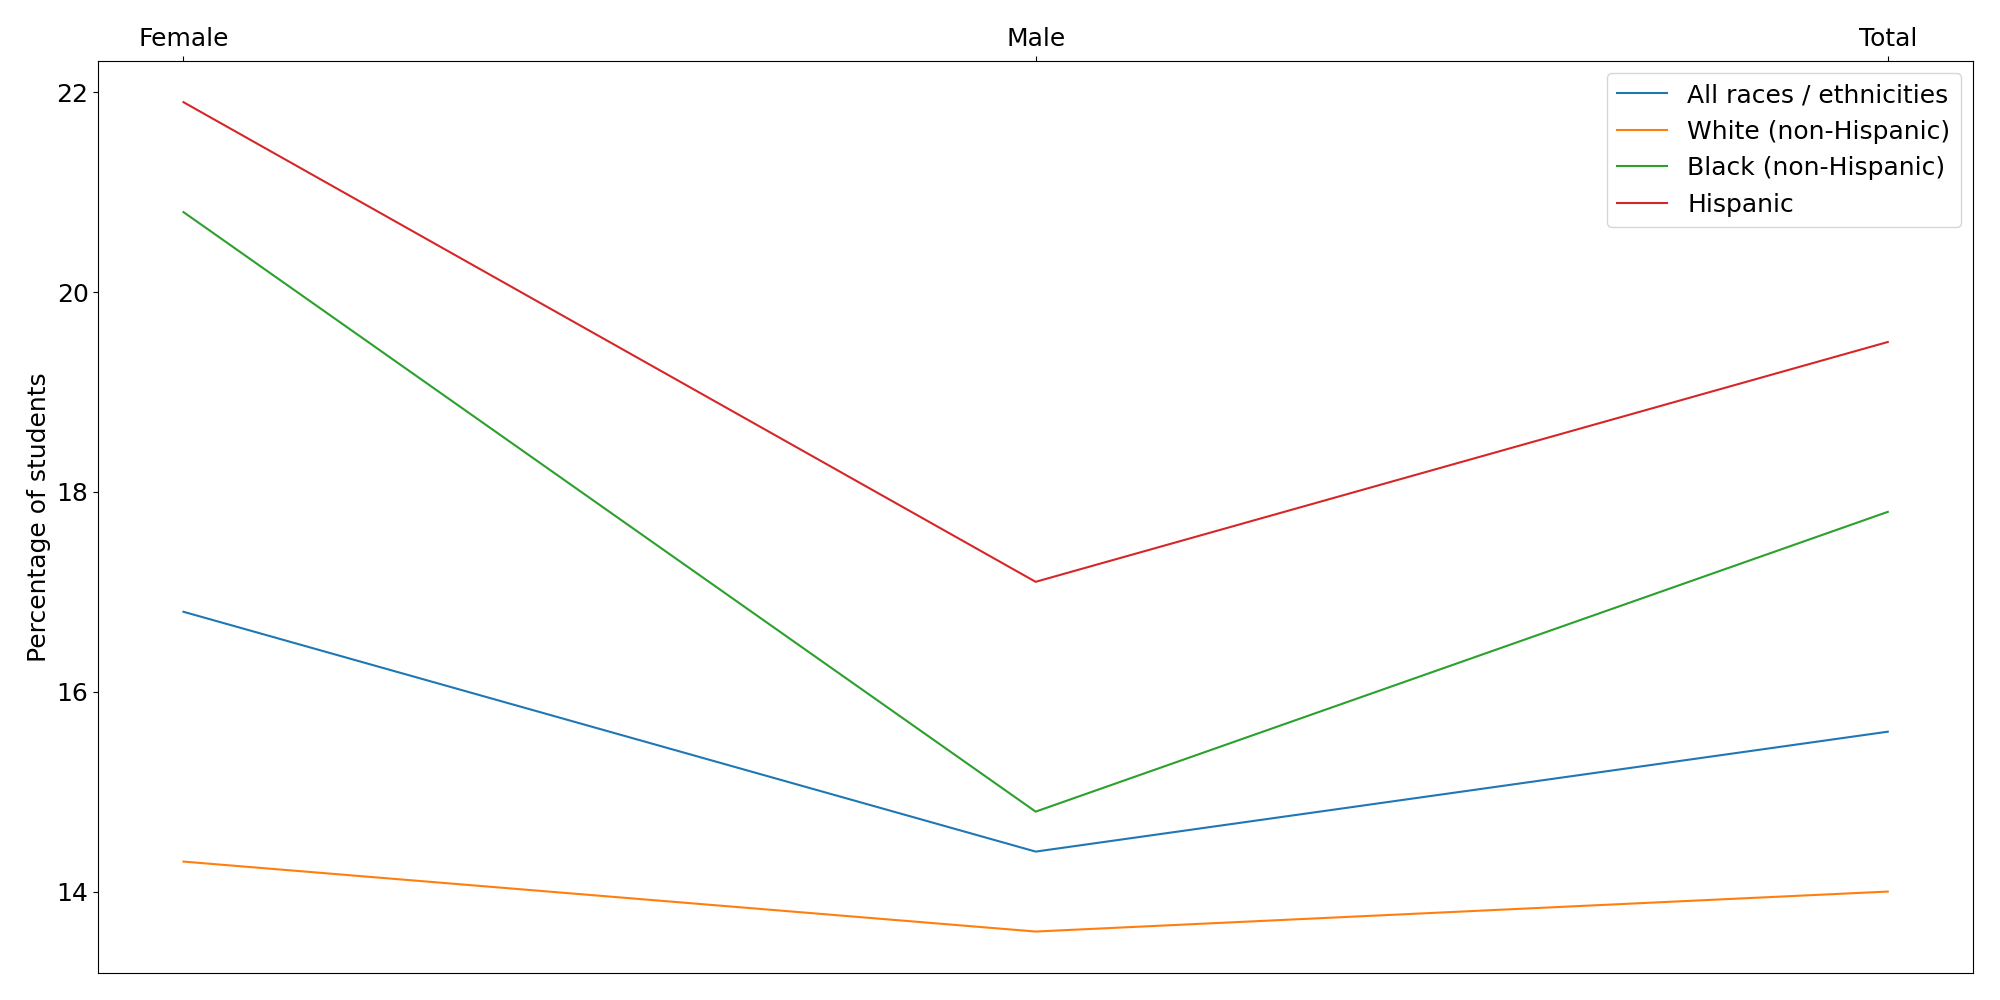 Female Male Total
22
20
18
16
14
Percentage of students
All races / ethnicities
White (non-Hispanic)
Black (non-Hispanic)
Hispanic